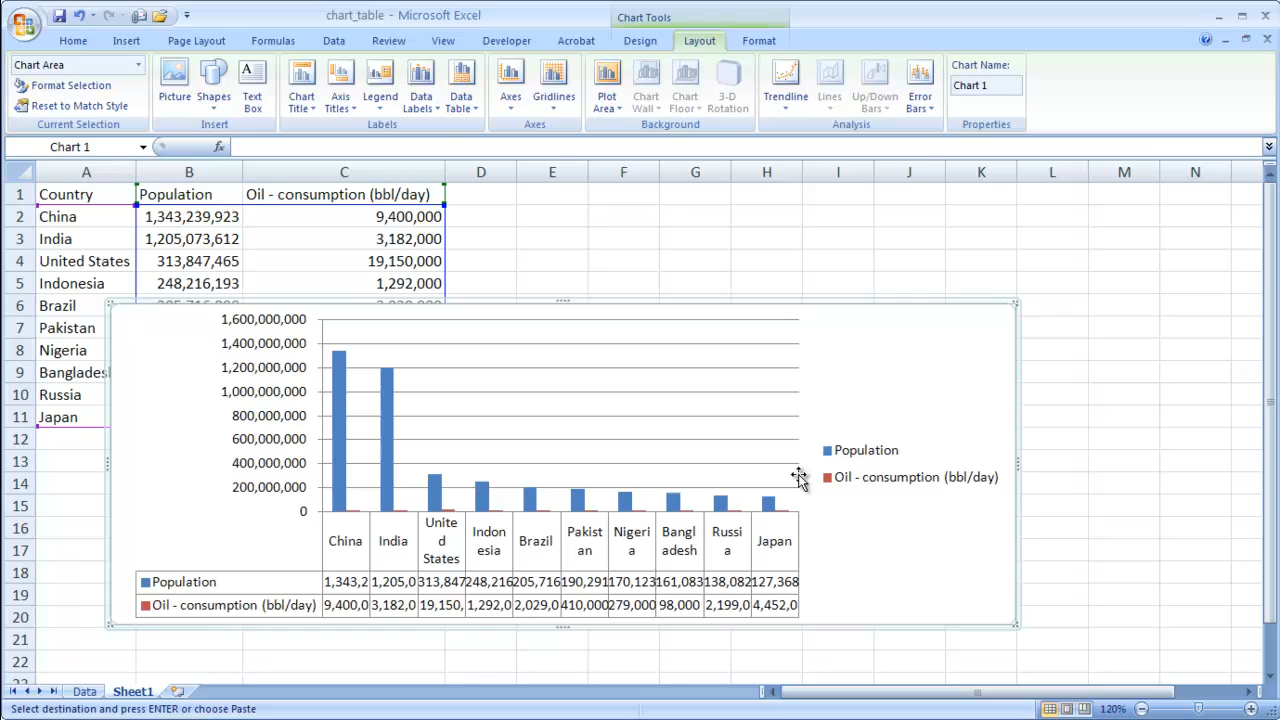 chart_table - Microsoft Excel
Chart Tools
Home Insert Page Layout Formulas Data Review View Developer Acrobat Design Layout Format
Chart Area
Format Selection
Reset to Match Style
Current Selection
Picture Shapes Text Box
Insert
Chart Title Axis Titles Legend Data Labels Data Table
Labels
Axes Gridlines
Axes
Plot Area Chart Wall Chart Floor 3-D Rotation
Background
Trendline Lines Up/Down Bars Error Bars
Analysis
Chart Name:
Chart 1
Properties
Chart 1 fx
A B C D E F G H I J K L M N
1 Country Population Oil - consumption (bbl/day)
2 China 1,343,239,923 9,400,000
3 India 1,205,073,612 3,182,000
4 United States 313,847,465 19,150,000
5 Indonesia 248,216,193 1,292,000
6 Brazil
7 Pakistan
8 Nigeria
9 Bangladesh
10 Russia
11 Japan
12
13
14
15
16
17
18
19
20
21
22
1,600,000,000
1,400,000,000
1,200,000,000
1,000,000,000
800,000,000
600,000,000
400,000,000
200,000,000
0
Population
Oil - consumption (bbl/day)
China India United States Indonesia Brazil Pakistan Nigeria Bangladesh Russia Japan
Population 1,343,2 1,205,0 313,847 248,216 205,716 190,291 170,123 161,083 138,082 127,368
Oil - consumption (bbl/day) 9,400,0 3,182,0 19,150, 1,292,0 2,029,0 410,000 279,000 98,000 2,199,0 4,452,0
Data Sheet1
Select destination and press ENTER or choose Paste
120%